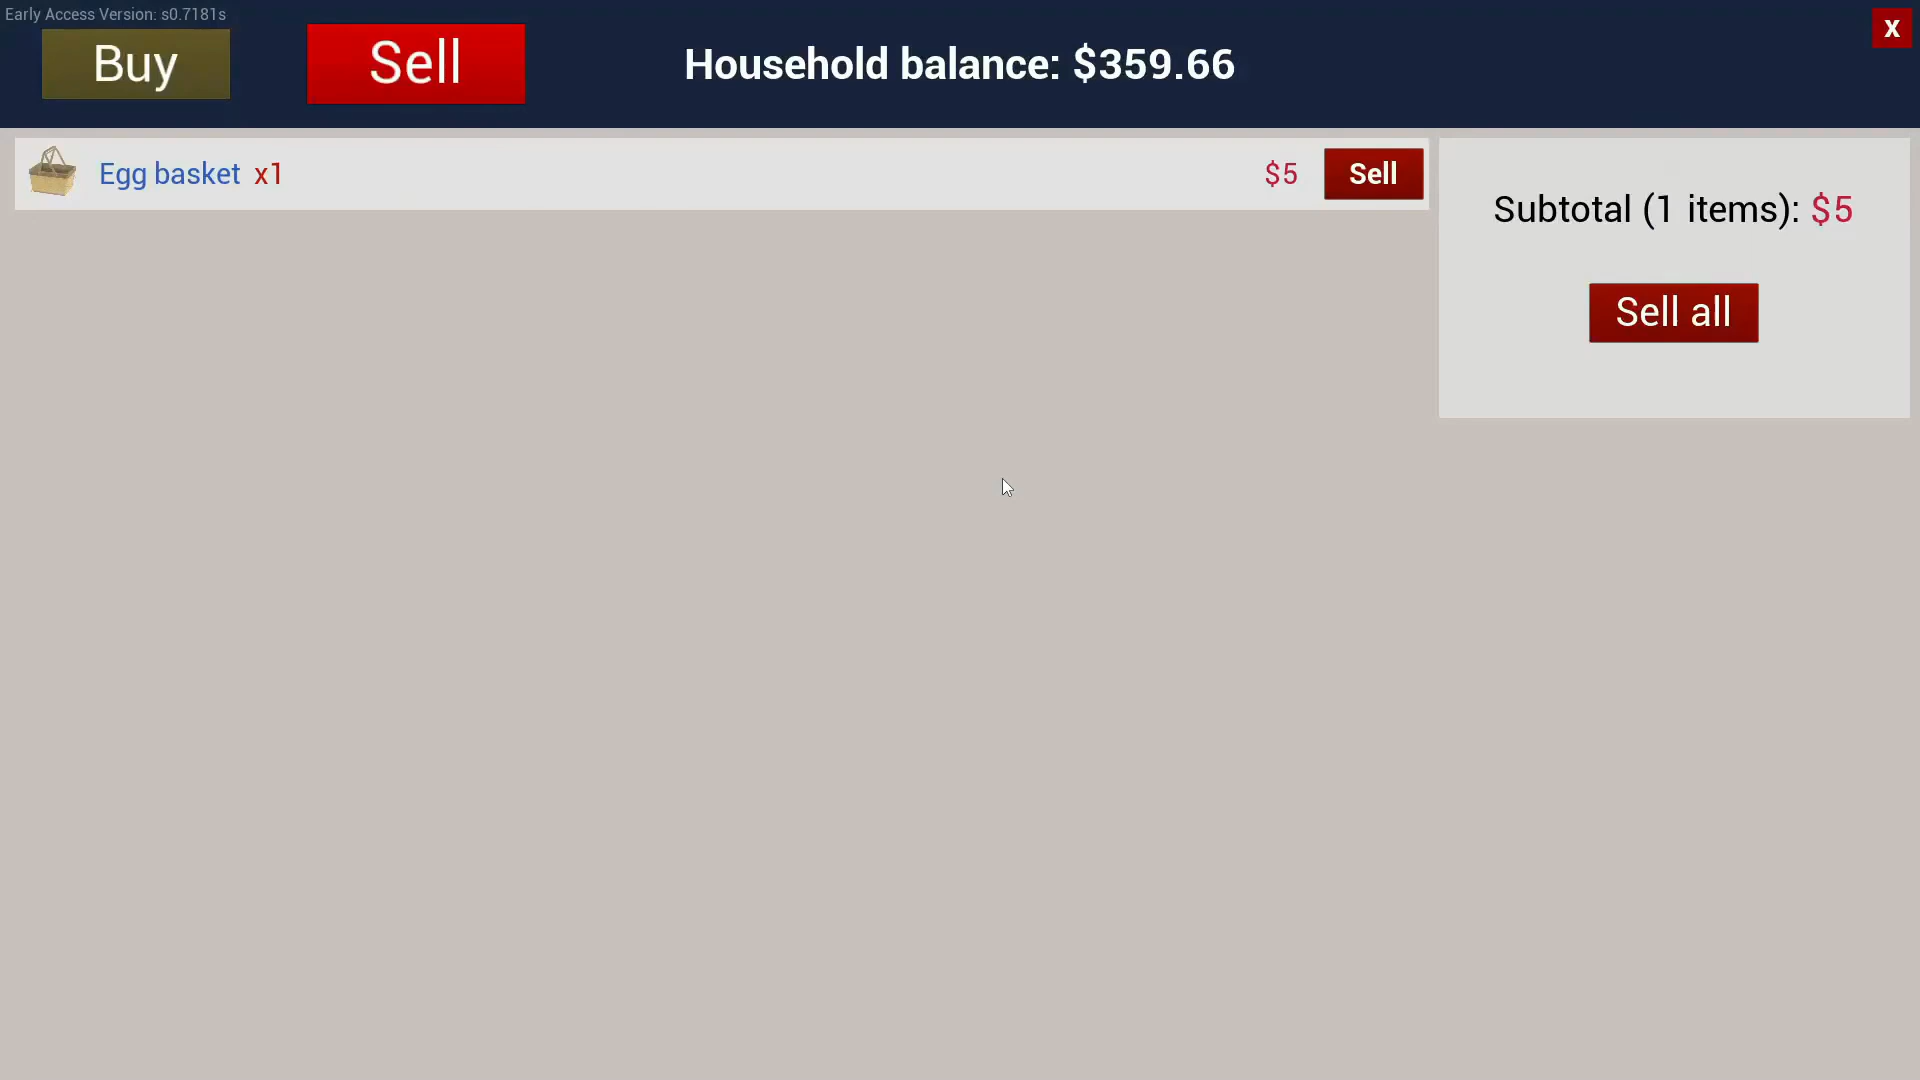 Early Access Version: s0.7181s
Buy
Sell
Household balance: $359.66
X
Egg basket x1
$5
Sell
Subtotal (1 items): $5
Sell all